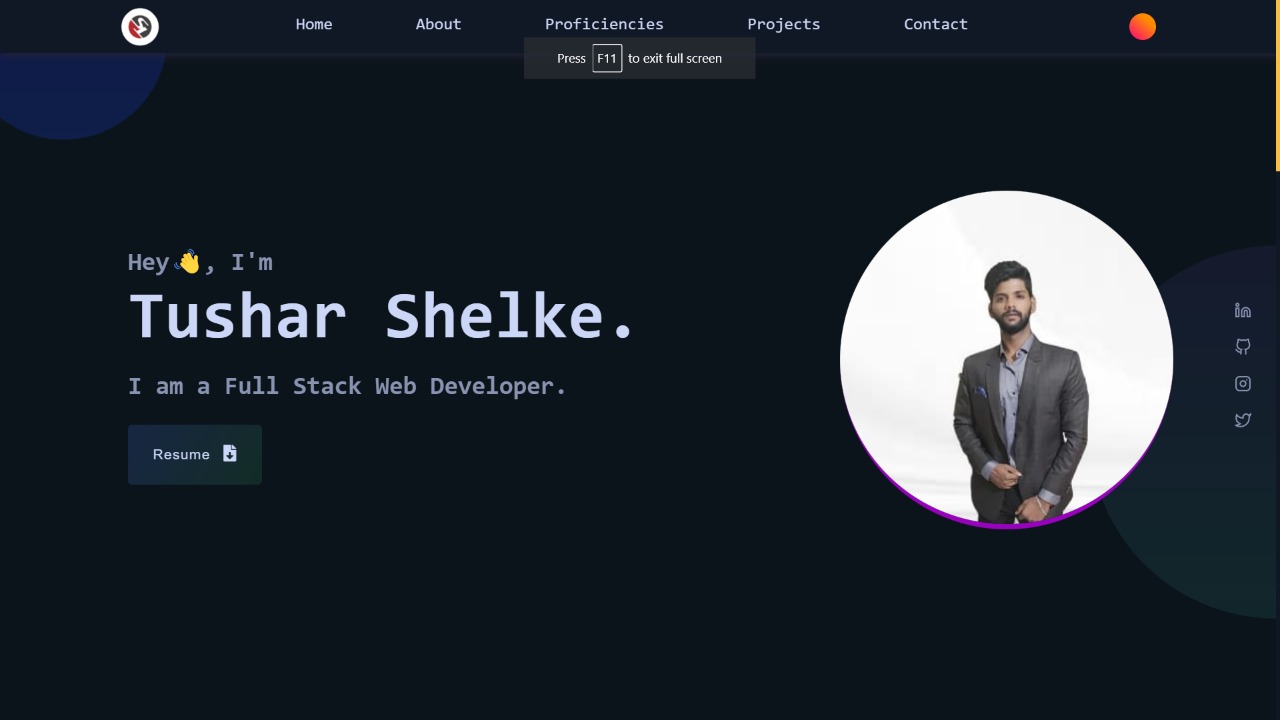 Home About Proficiencies Projects Contact
Press F11 to exit full screen
Hey👋, I'm
Tushar Shelke.
I am a Full Stack Web Developer.
Resume